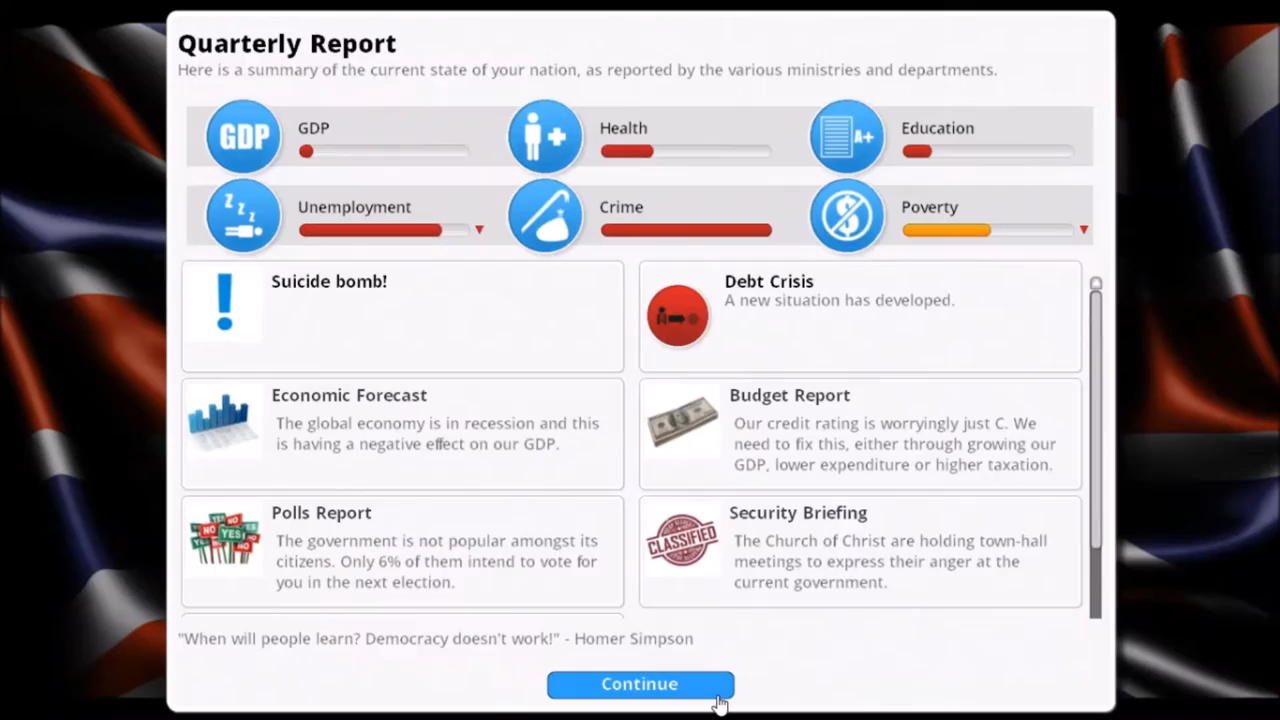 Quarterly Report
Here is a summary of the current state of your nation, as reported by the various ministries and departments.
GDP
GDP
Health
A+
Education
Z Z Z
Unemployment
Crime
$
Poverty
Suicide bomb!
Debt Crisis
A new situation has developed.
Economic Forecast
The global economy is in recession and this
is having a negative effect on our GDP.
Budget Report
Our credit rating is worryingly just C. We
need to fix this, either through growing our
GDP, lower expenditure or higher taxation.
YES NO YES NO
Polls Report
The government is not popular amongst its
citizens. Only 6% of them intend to vote for
you in the next election.
CLASSIFIED
Security Briefing
The Church of Christ are holding town-hall
meetings to express their anger at the
current government.
"When will people learn? Democracy doesn't work!" - Homer Simpson
Continue